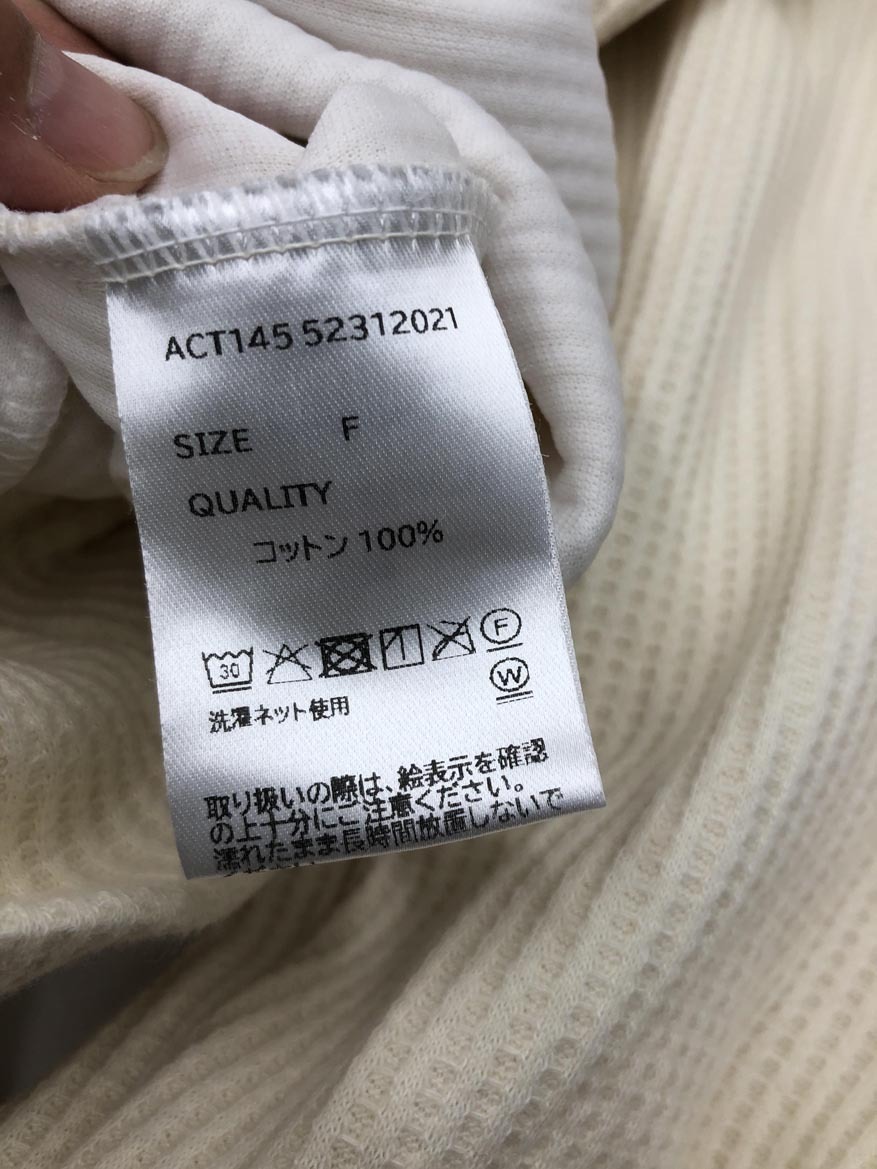 ACT145 52312021
SIZE F
QUALITY
コットン 100%
30
F
W
洗濯ネット使用
取り扱いの際は、絵表示を確認
の上十分にご注意ください。
濡れたまま長時間放置しないで